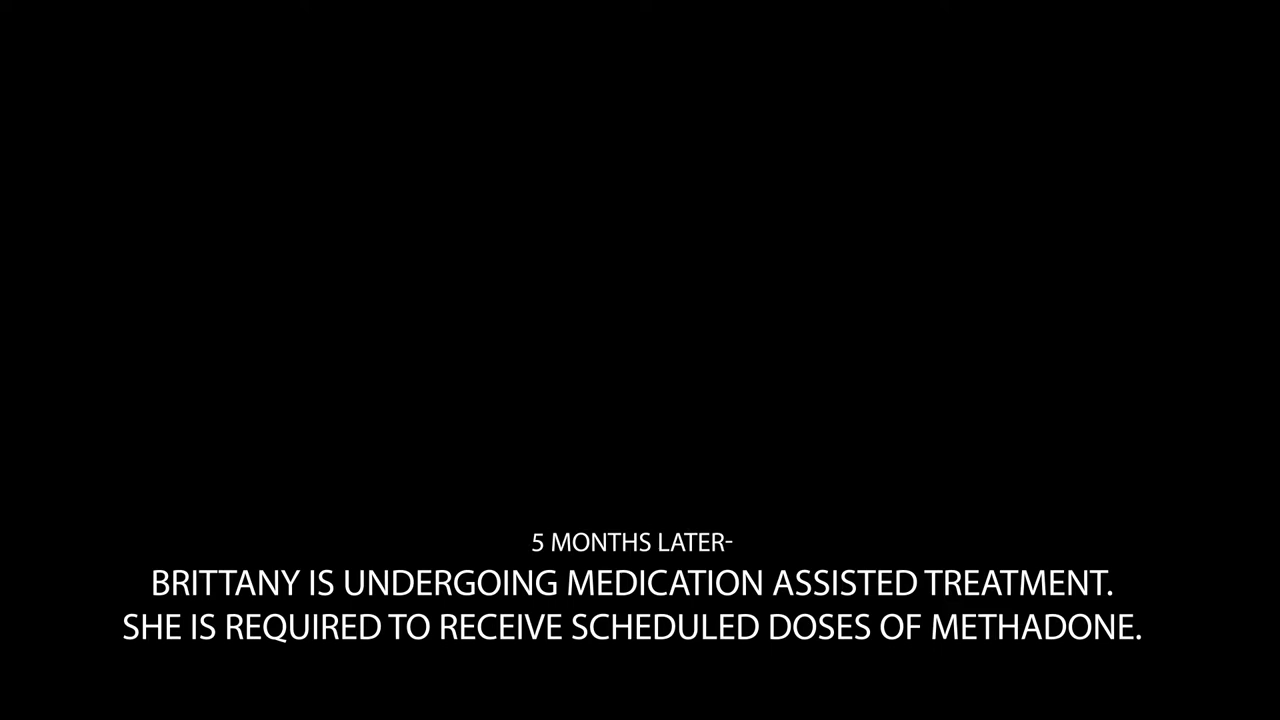 5 MONTHS LATER-
BRITTANY IS UNDERGOING MEDICATION ASSISTED TREATMENT.
SHE IS REQUIRED TO RECEIVE SCHEDULED DOSES OF METHADONE.